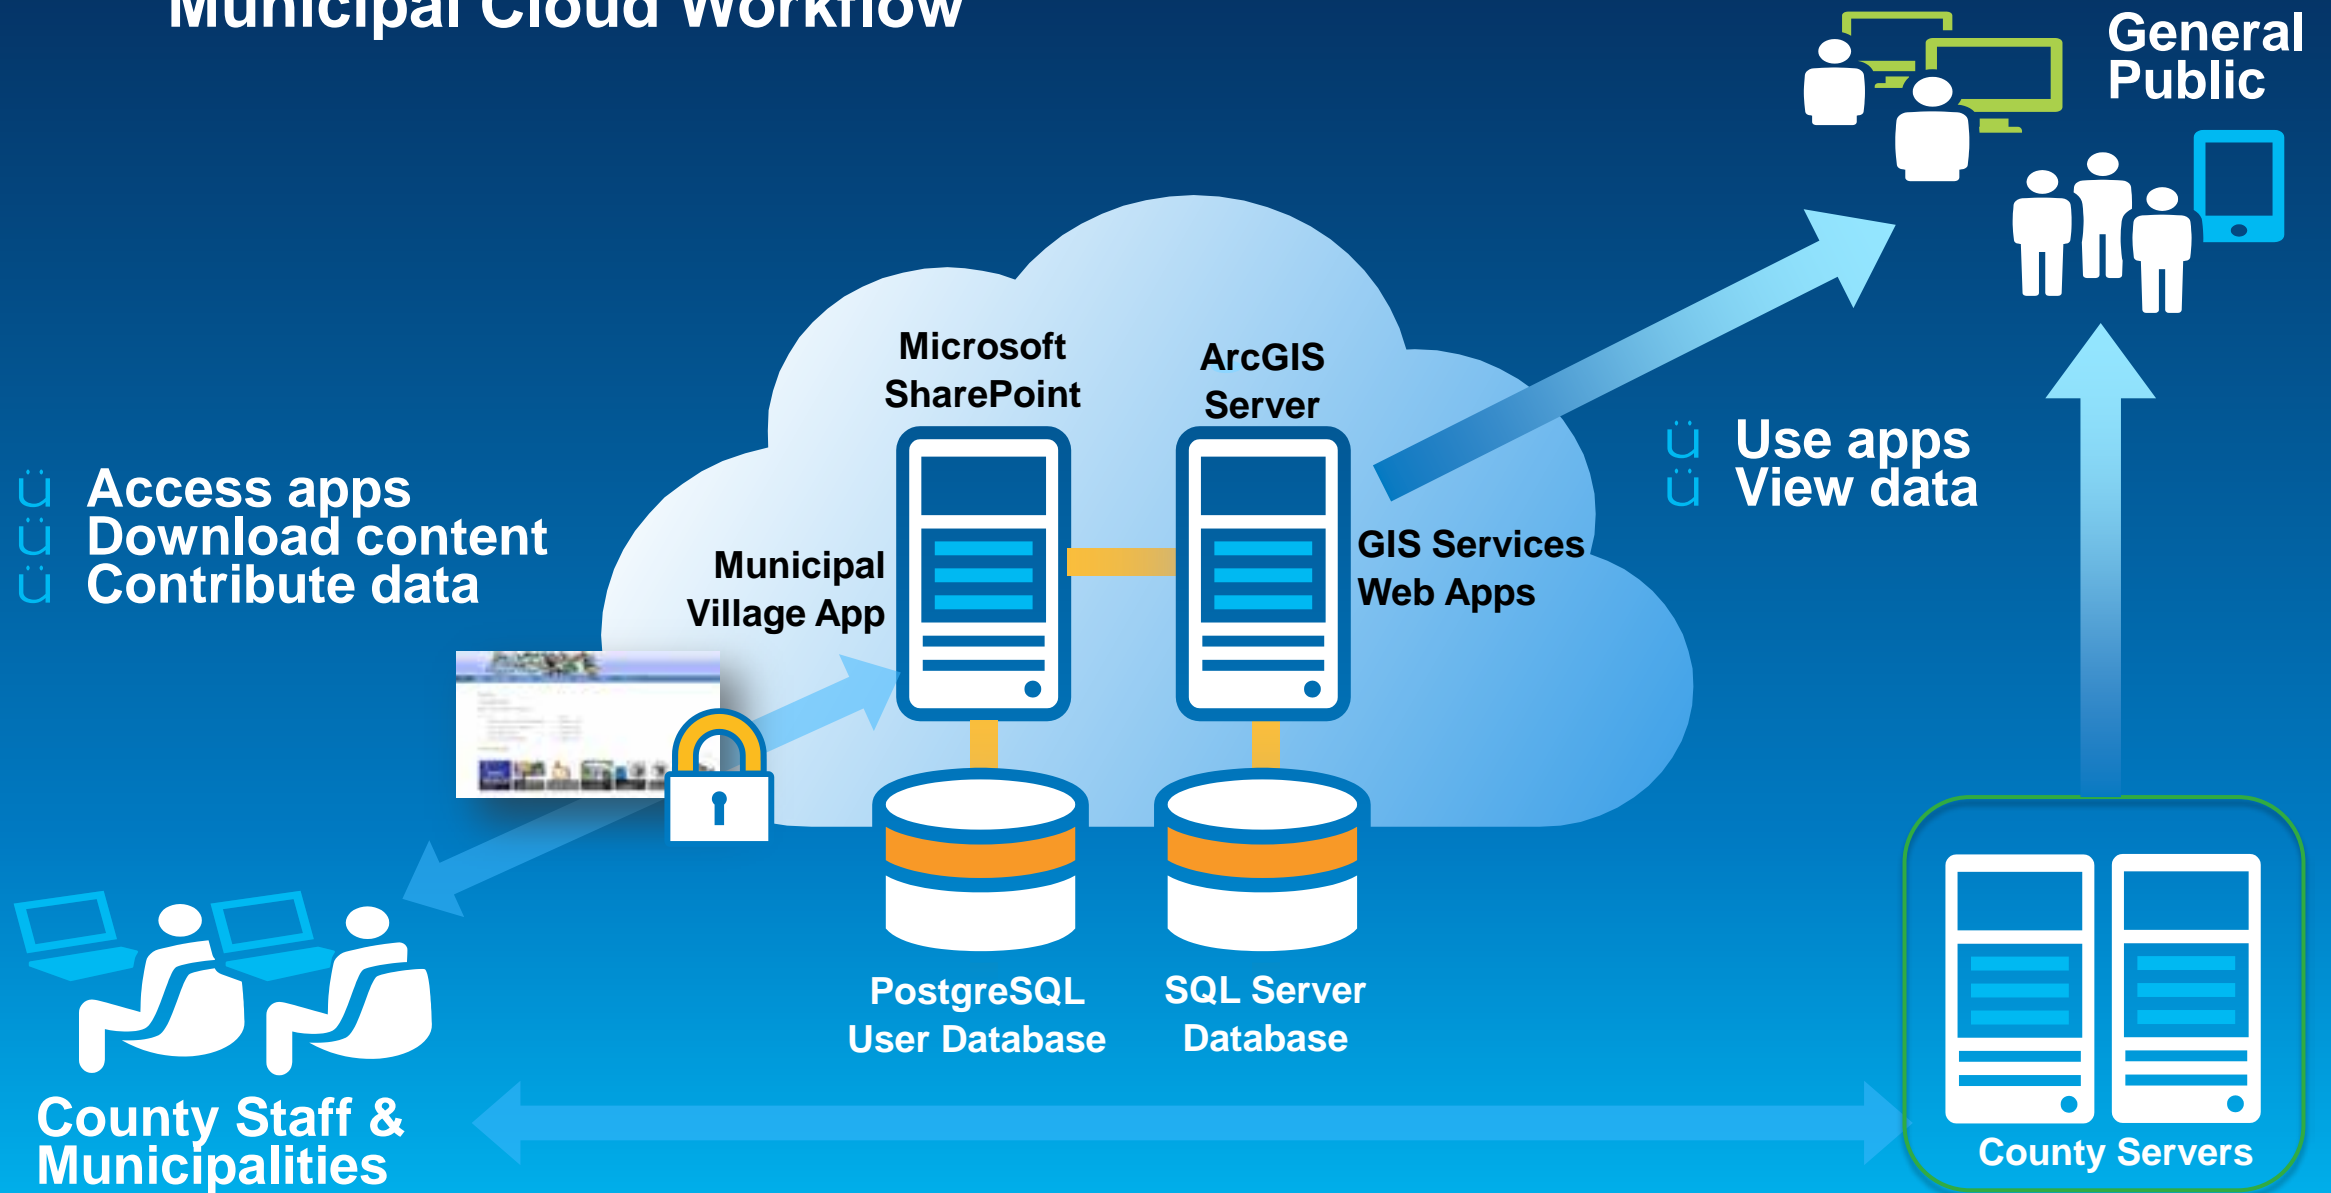 Municipal Cloud Workflow
General
Public
Microsoft
SharePoint
ArcGIS
Server
ü Use apps
ü View data
ü Access apps
ü Download content
ü Contribute data
Municipal
Village App
GIS Services
Web Apps
PostgreSQL
User Database
SQL Server
Database
County Staff &
Municipalities
County Servers